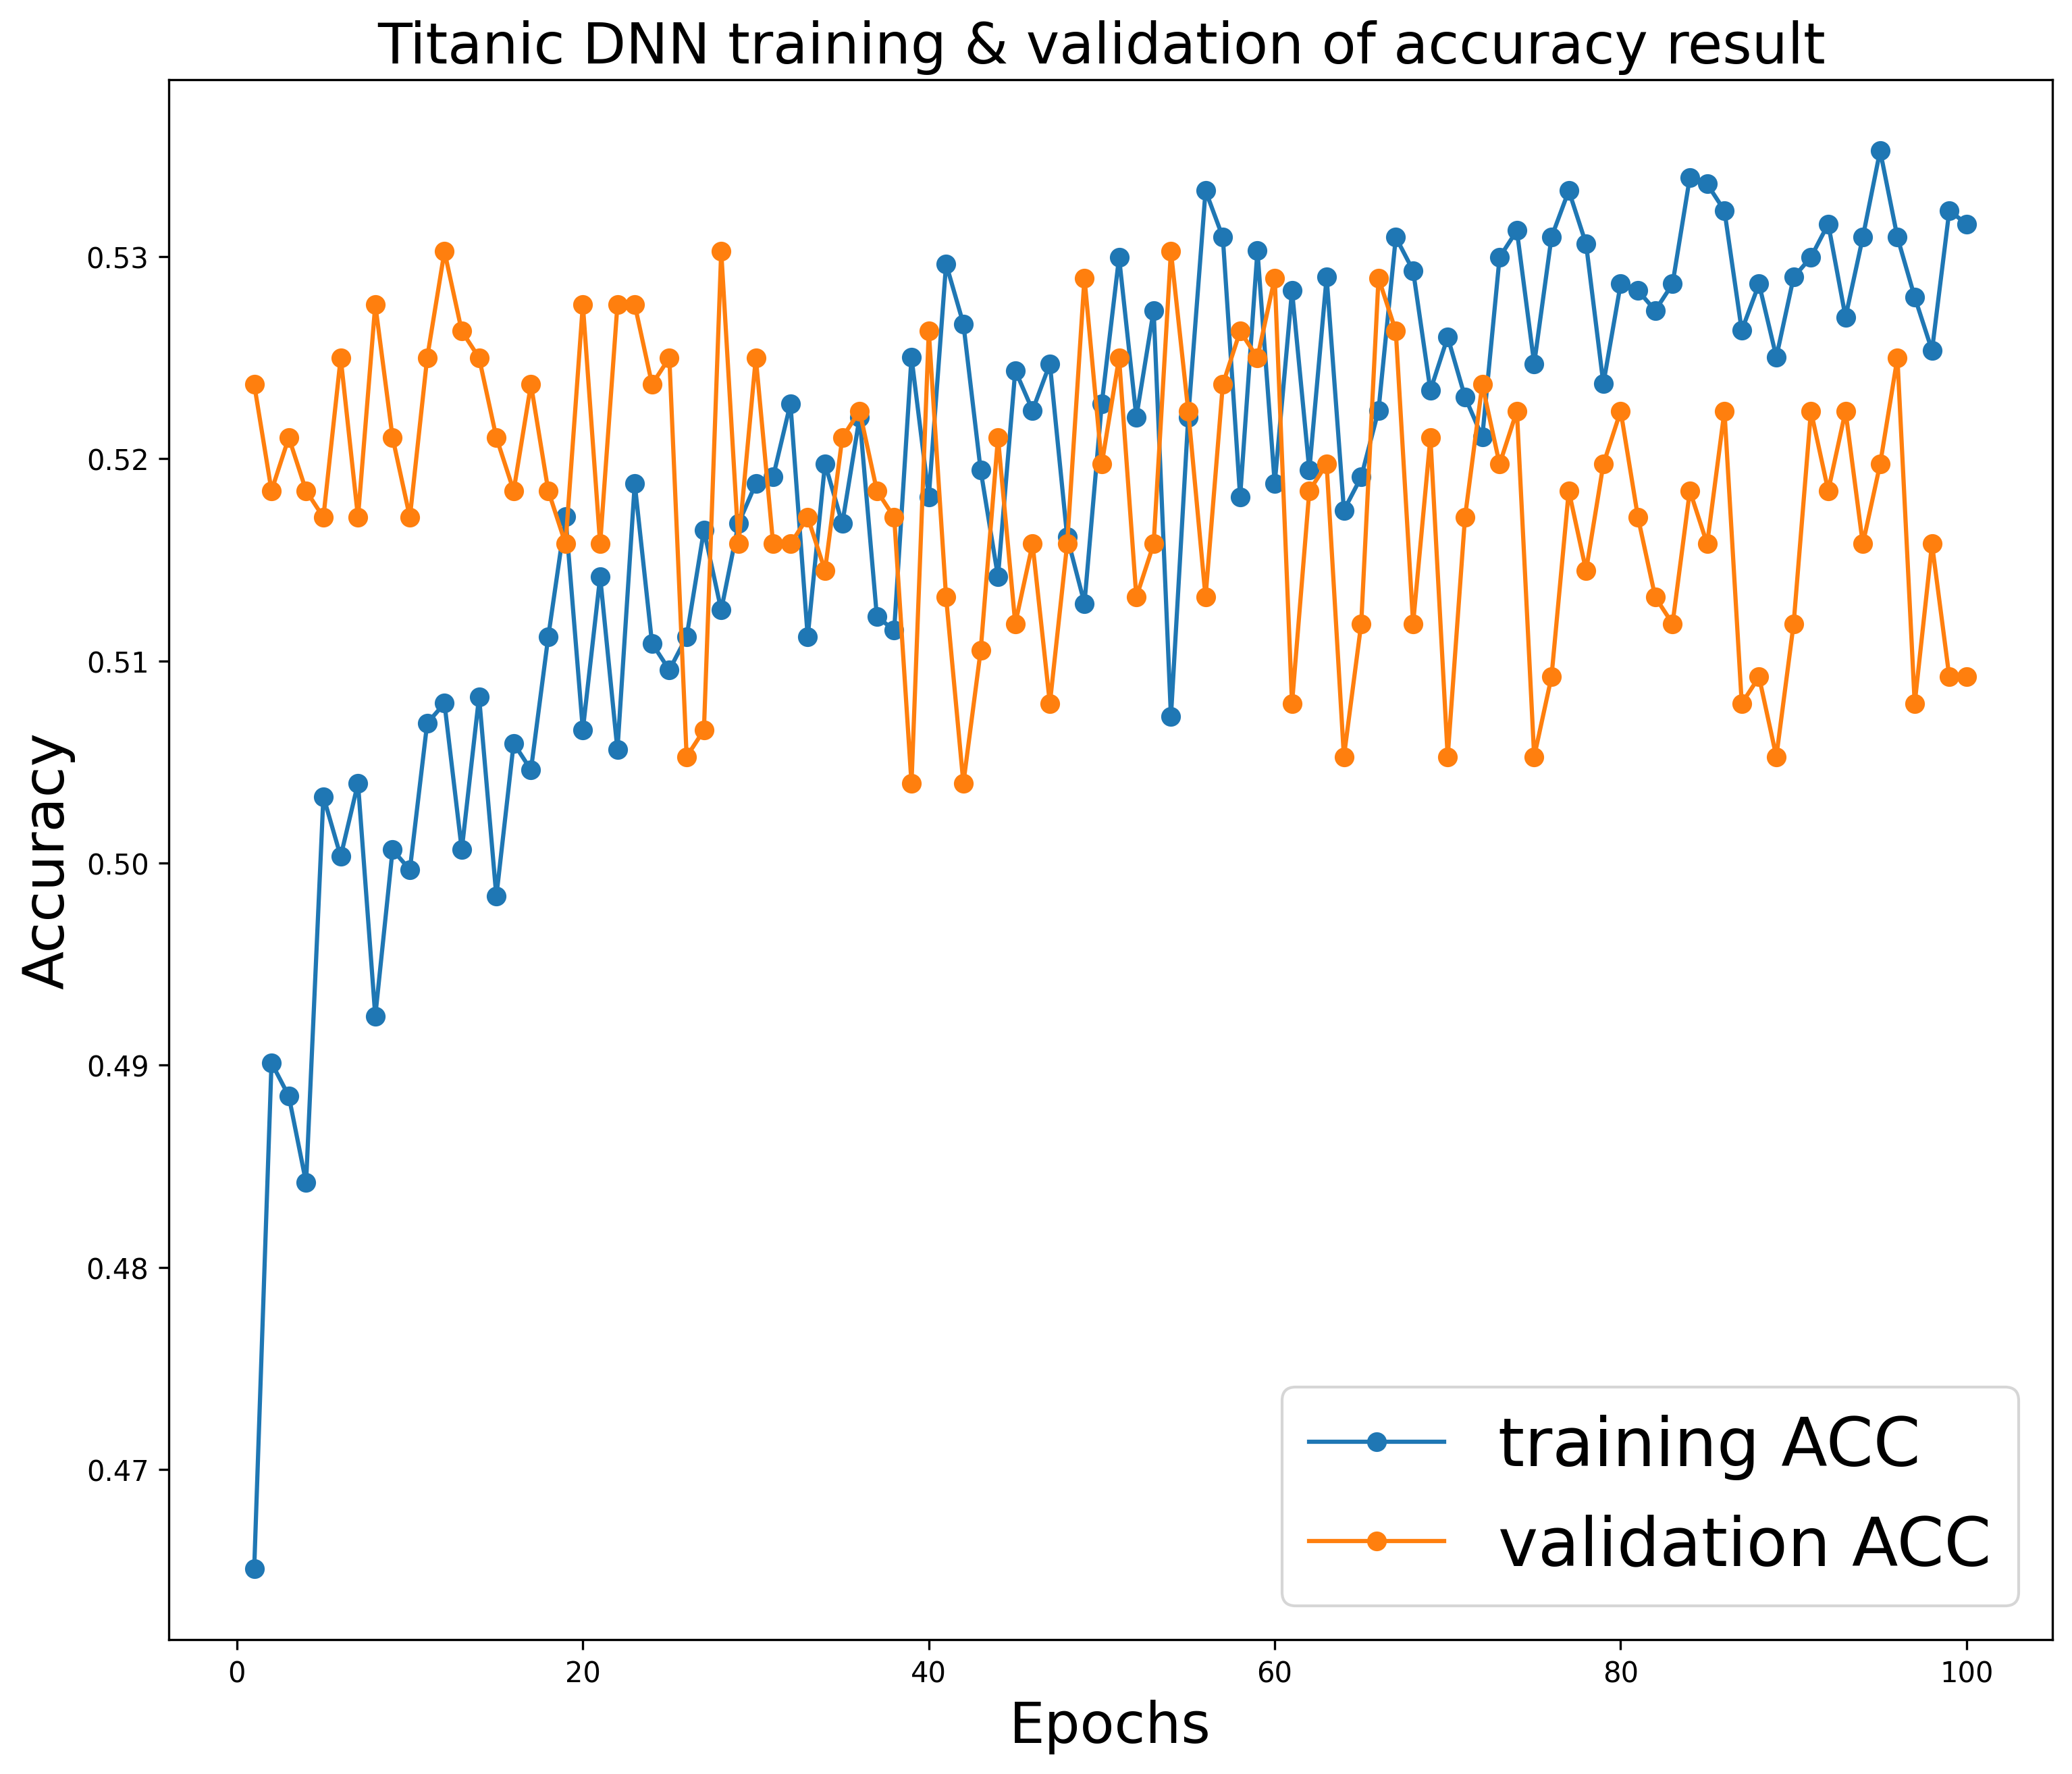 Titanic DNN training & validation of accuracy result
Accuracy
0.53
0.52
0.51
0.50
0.49
0.48
0.47
training ACC
validation ACC
0 20 40 60 80 100
Epochs